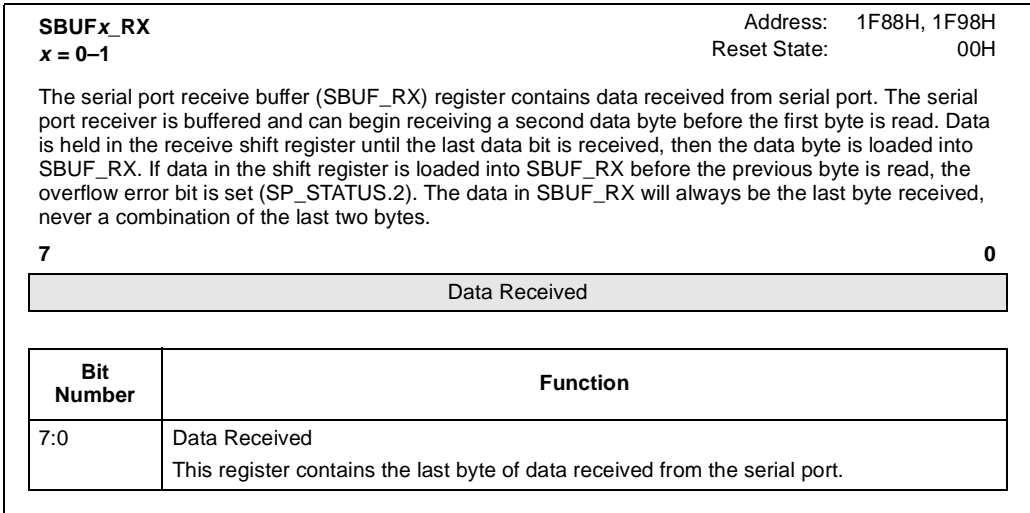 SBUFx_RX Address: 1F88H, 1F98H
x = 0–1 Reset State: 00H
The serial port receive buffer (SBUF_RX) register contains data received from serial port. The serial
port receiver is buffered and can begin receiving a second data byte before the first byte is read. Data
is held in the receive shift register until the last data bit is received, then the data byte is loaded into
SBUF_RX. If data in the shift register is loaded into SBUF_RX before the previous byte is read, the
overflow error bit is set (SP_STATUS.2). The data in SBUF_RX will always be the last byte received,
never a combination of the last two bytes.
7 0
Data Received
Bit
Number
Function
7:0 Data Received
This register contains the last byte of data received from the serial port.